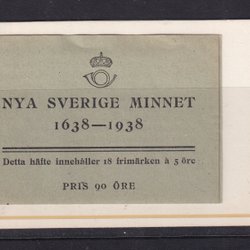 NYA SVERIGE MINNET
1638—1938
Detta häfte innehåller 18 frimärken à 5 öre
PRIS 90 ÖRE